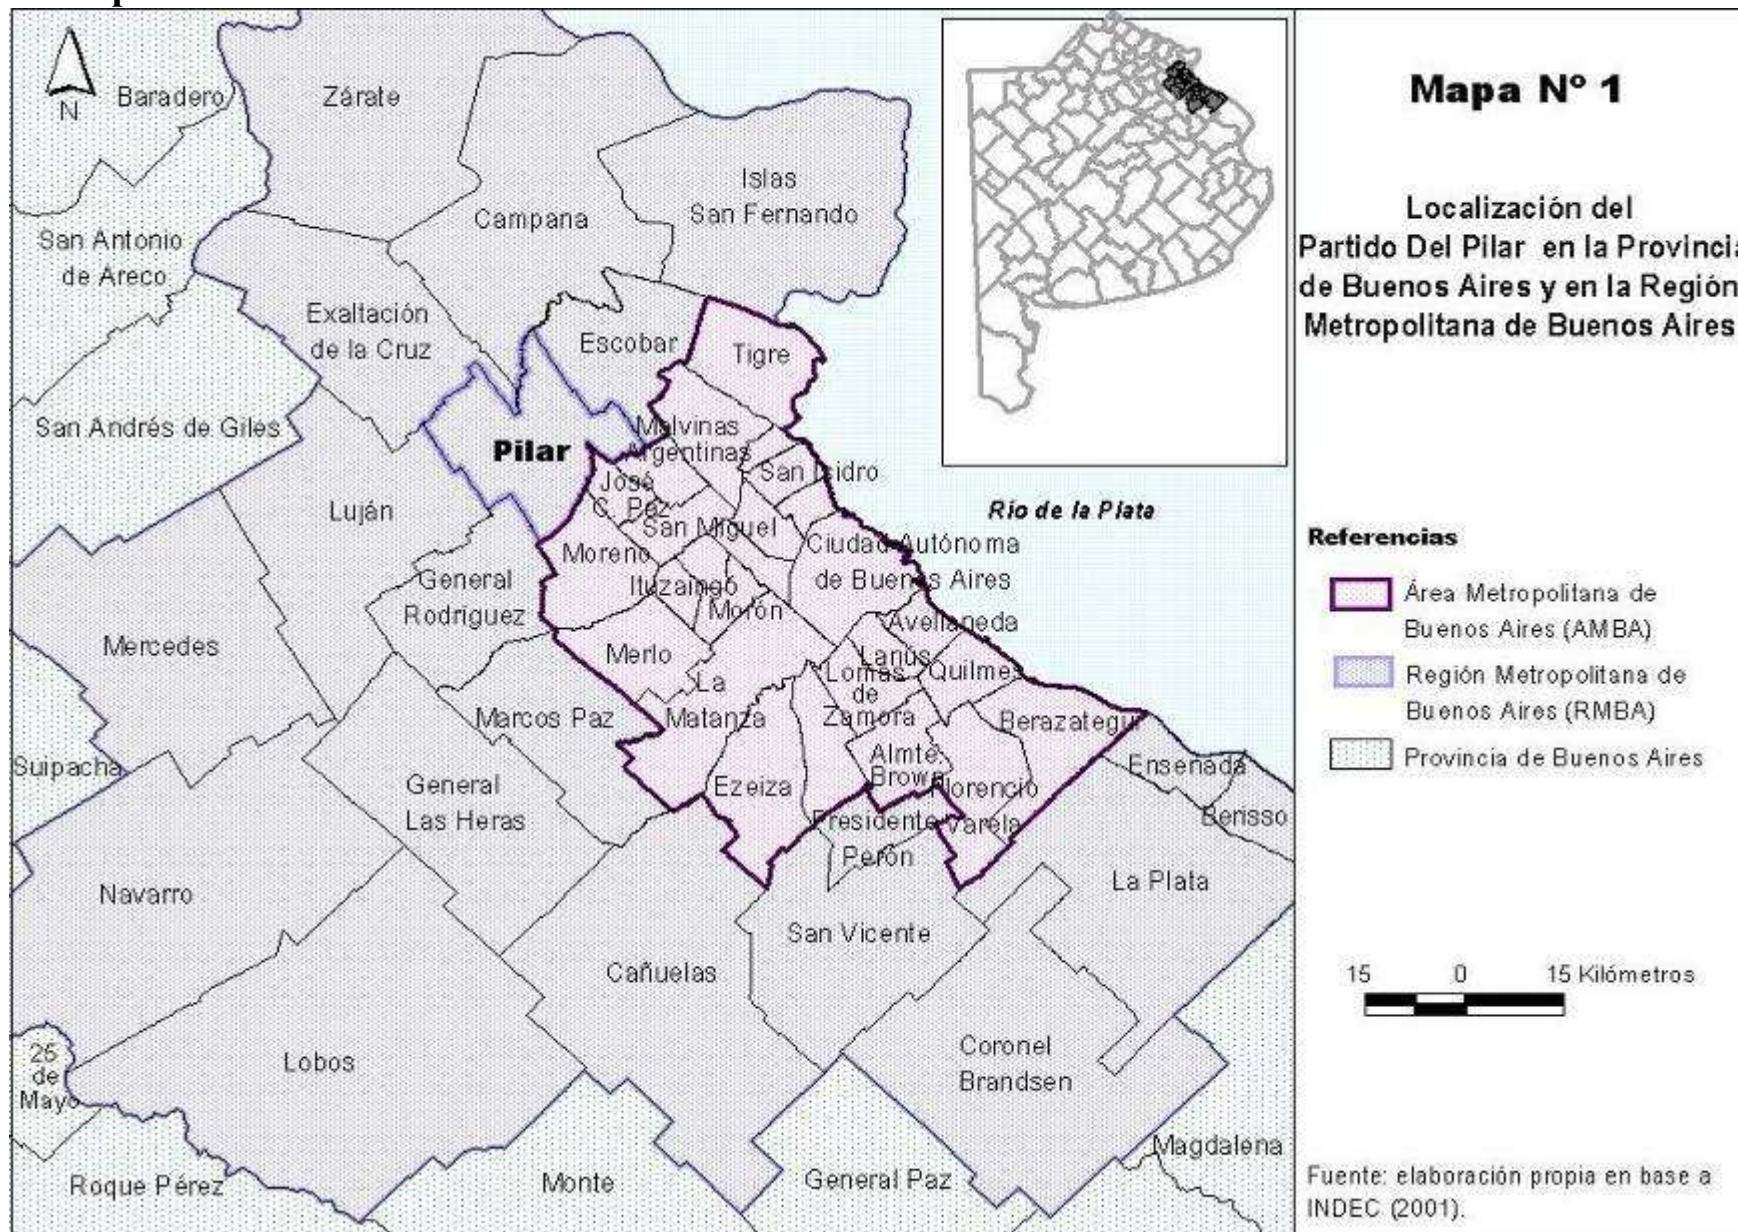 N
Baradero
Zárate
Islas
San Fernando
Campana
San Antonio
de Areco
Exaltación
de la Cruz
Escobar
Tigre
San Andrés de Giles
Pilar
Malvinas
Argentinas
San Isidro
José
C. Paz
San Miguel
Luján
Río de la Plata
Moreno
Ciudad Autónoma
de Buenos Aires
General
Rodríguez
Ituzaingó
Morón
Avellaneda
Mercedes
Merlo
Lanús
Quilmes
Lomas
de
Zamora
La
Matanza
Marcos Paz
Berazategui
Suipacha
Almte.
Brown
Ensenada
General
Las Heras
Ezeiza
Florencio
Varela
Berisso
Presidente
Perón
Navarro
La Plata
San Vicente
Cañuelas
25
de
Mayo
Lobos
Coronel
Brandsen
Magdalena
Roque Pérez
Monte
General Paz
Mapa Nº 1
Localización del
Partido Del Pilar en la Provincia
de Buenos Aires y en la Región
Metropolitana de Buenos Aires
Referencias
Área Metropolitana de
Buenos Aires (AMBA)
Región Metropolitana de
Buenos Aires (RMBA)
Provincia de Buenos Aires
15 0 15 Kilómetros
Fuente: elaboración propia en base a
INDEC (2001).